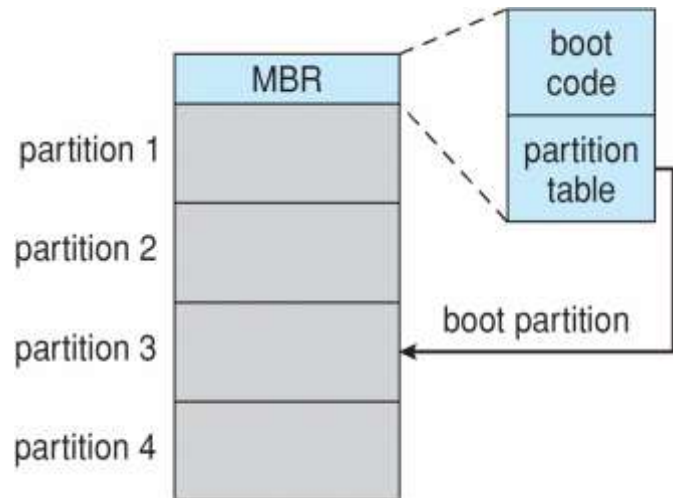 MBR
boot
code
partition
table
partition 1
partition 2
boot partition
partition 3
partition 4